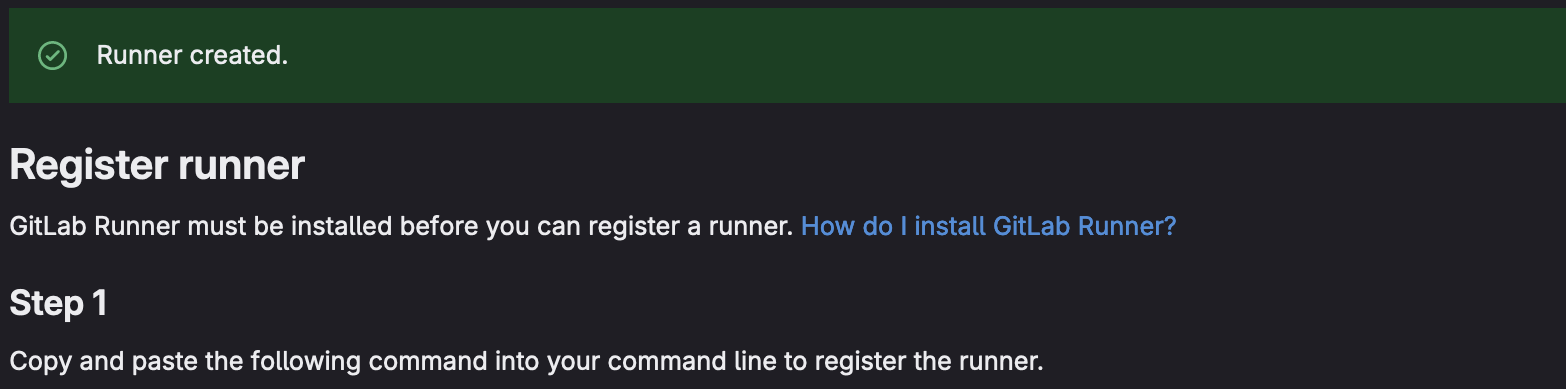 Runner created.
Register runner
GitLab Runner must be installed before you can register a runner. How do I install GitLab Runner?
Step 1
Copy and paste the following command into your command line to register the runner.